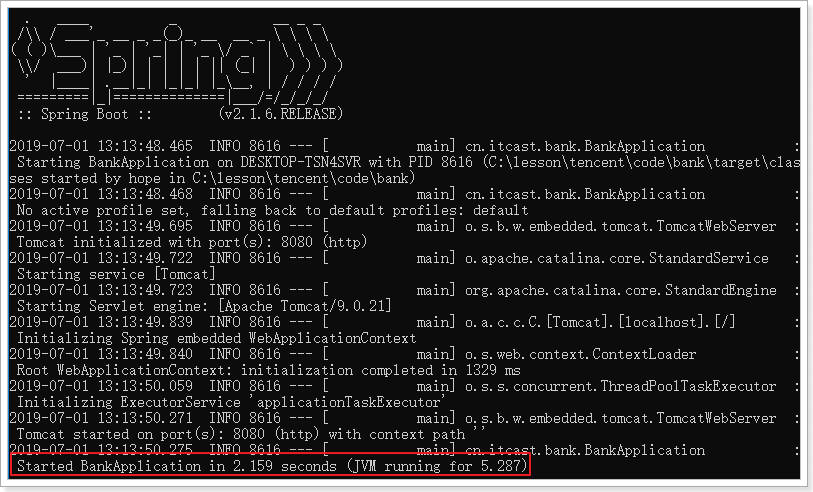 :: Spring Boot ::        (v2.1.6.RELEASE)
2019-07-01 13:13:48.465  INFO 8616 --- [           main] cn.itcast.bank.BankApplication           :
 Starting BankApplication on DESKTOP-TSN4SVR with PID 8616 (C:\lesson\tencent\code\bank\target\clas
ses started by hope in C:\lesson\tencent\code\bank)
2019-07-01 13:13:48.468  INFO 8616 --- [           main] cn.itcast.bank.BankApplication           :
 No active profile set, falling back to default profiles: default
2019-07-01 13:13:49.695  INFO 8616 --- [           main] o.s.b.w.embedded.tomcat.TomcatWebServer  :
 Tomcat initialized with port(s): 8080 (http)
2019-07-01 13:13:49.722  INFO 8616 --- [           main] o.apache.catalina.core.StandardService   :
 Starting service [Tomcat]
2019-07-01 13:13:49.723  INFO 8616 --- [           main] org.apache.catalina.core.StandardEngine  :
 Starting Servlet engine: [Apache Tomcat/9.0.21]
2019-07-01 13:13:49.839  INFO 8616 --- [           main] o.a.c.c.C.[Tomcat].[localhost].[/]       :
 Initializing Spring embedded WebApplicationContext
2019-07-01 13:13:49.840  INFO 8616 --- [           main] o.s.web.context.ContextLoader            :
 Root WebApplicationContext: initialization completed in 1329 ms
2019-07-01 13:13:50.059  INFO 8616 --- [           main] o.s.s.concurrent.ThreadPoolTaskExecutor  :
 Initializing ExecutorService 'applicationTaskExecutor'
2019-07-01 13:13:50.271  INFO 8616 --- [           main] o.s.b.w.embedded.tomcat.TomcatWebServer  :
 Tomcat started on port(s): 8080 (http) with context path ''
2019-07-01 13:13:50.275  INFO 8616 --- [           main] cn.itcast.bank.BankApplication           :
 Started BankApplication in 2.159 seconds (JVM running for 5.287)